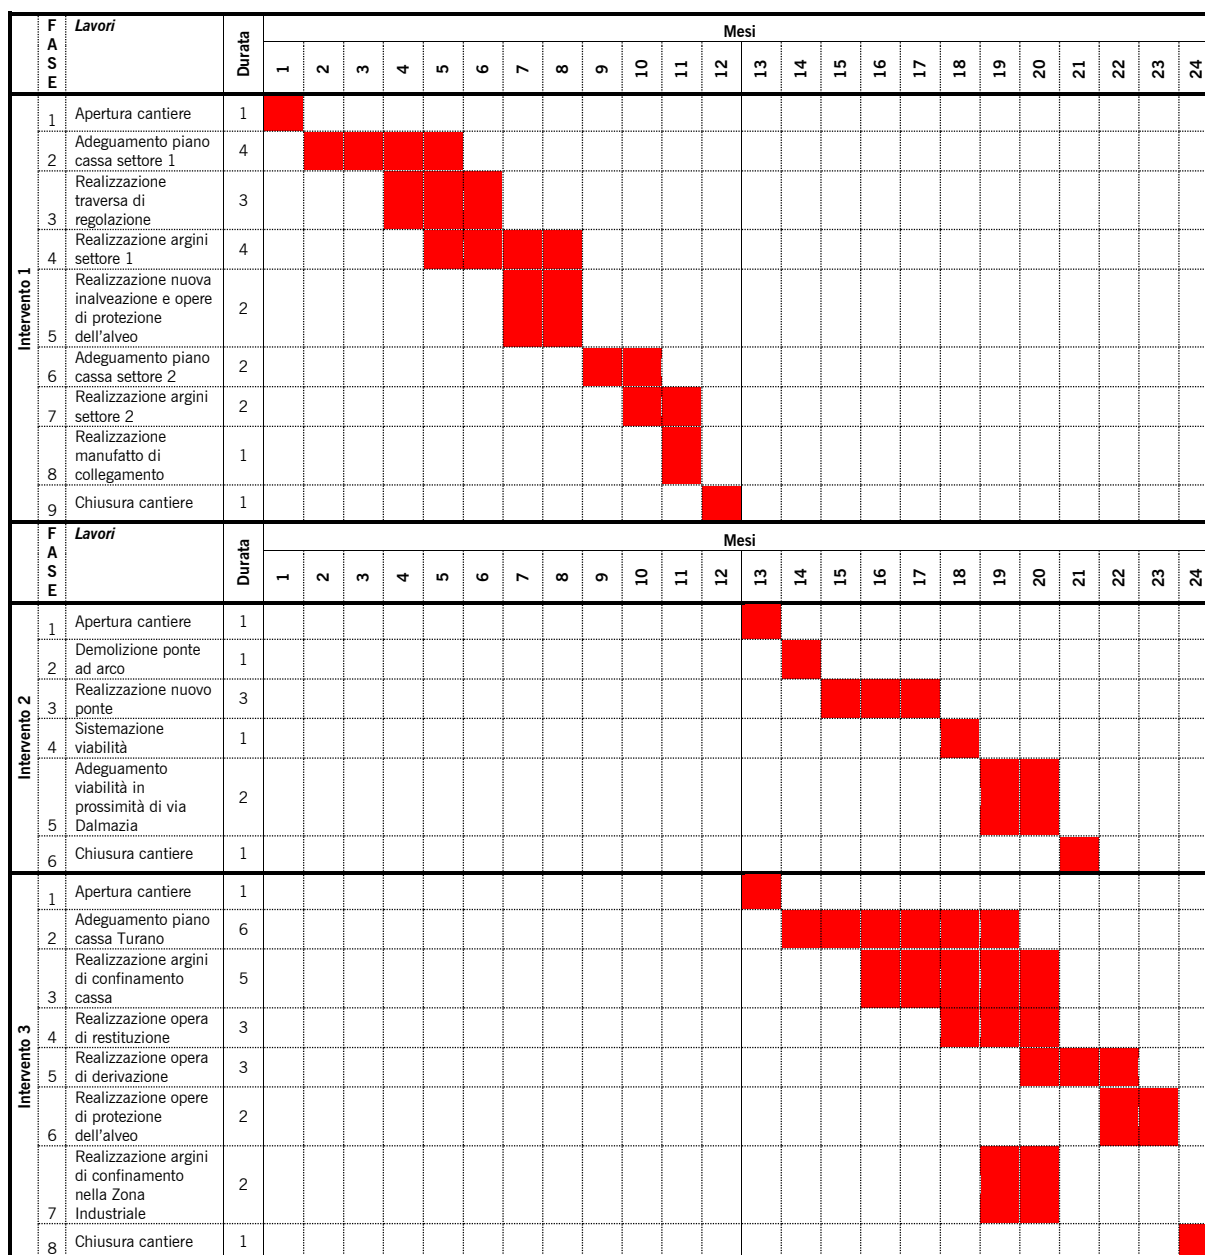 F
A
S
E
Lavori
Durata
Mesi
1 2 3 4 5 6 7 8 9 10 11 12 13 14 15 16 17 18 19 20 21 22 23 24
Intervento 1
1 Apertura cantiere 1
2 Adeguamento piano
cassa settore 1
4
3 Realizzazione
traversa di
regolazione
3
4 Realizzazione argini
settore 1
4
5 Realizzazione nuova
inalveazione e opere
di protezione
dell'alveo
2
6 Adeguamento piano
cassa settore 2
2
7 Realizzazione argini
settore 2
2
8 Realizzazione
manufatto di
collegamento
1
9 Chiusura cantiere 1
F
A
S
E
Lavori
Durata
Mesi
1 2 3 4 5 6 7 8 9 10 11 12 13 14 15 16 17 18 19 20 21 22 23 24
Intervento 2
1 Apertura cantiere 1
2 Demolizione ponte
ad arco
1
3 Realizzazione nuovo
ponte
3
4 Sistemazione
viabilità
1
5 Adeguamento
viabilità in
prossimità di via
Dalmazia
2
6 Chiusura cantiere 1
Intervento 3
1 Apertura cantiere 1
2 Adeguamento piano
cassa Turano
6
3 Realizzazione argini
di confinamento
cassa
5
4 Realizzazione opera
di restituzione
3
5 Realizzazione opera
di derivazione
3
6 Realizzazione opere
di protezione
dell'alveo
2
7 Realizzazione argini
di confinamento
nella Zona
Industriale
2
8 Chiusura cantiere 1